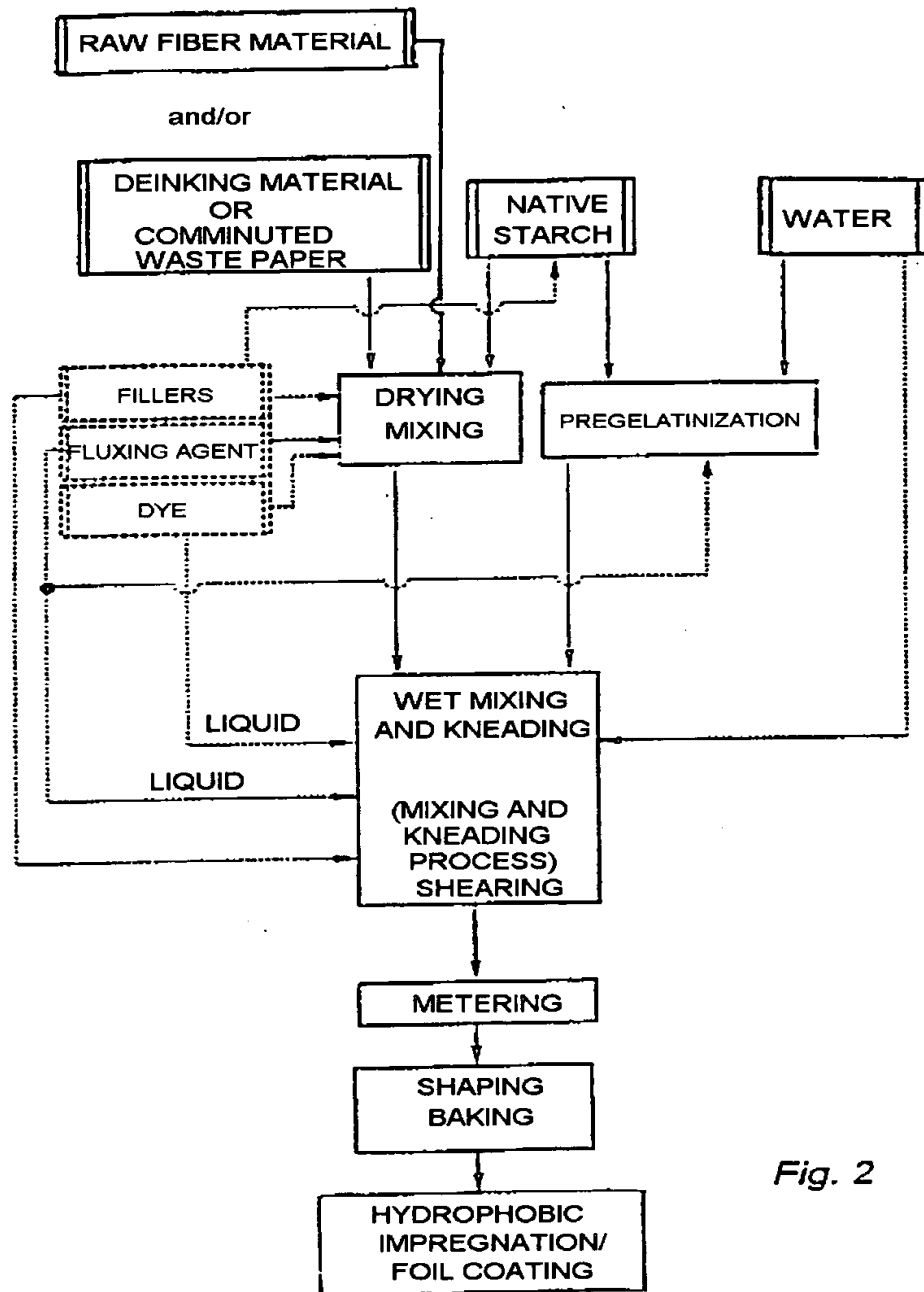 RAW FIBER MATERIAL
and/or
DEINKING MATERIAL
OR
COMMINUTED
WASTE PAPER
NATIVE
STARCH
WATER
FILLERS
FLUXING AGENT
DYE
DRYING
MIXING
PREGELATINIZATION
WET MIXING
AND KNEADING
(MIXING AND
KNEADING
PROCESS)
SHEARING
LIQUID
LIQUID
METERING
SHAPING
BAKING
HYDROPHOBIC
IMPREGNATION/
FOIL COATING
Fig. 2